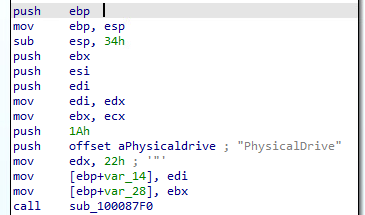 push    ebp
mov     ebp, esp
sub     esp, 34h
push    ebx
push    esi
push    edi
mov     edi, edx
mov     ebx, ecx
push    1Ah
push    offset aPhysicaldrive ; "PhysicalDrive"
mov     edx, 22h ; '"'
mov     [ebp+var_14], edi
mov     [ebp+var_28], ebx
call    sub_100087F0